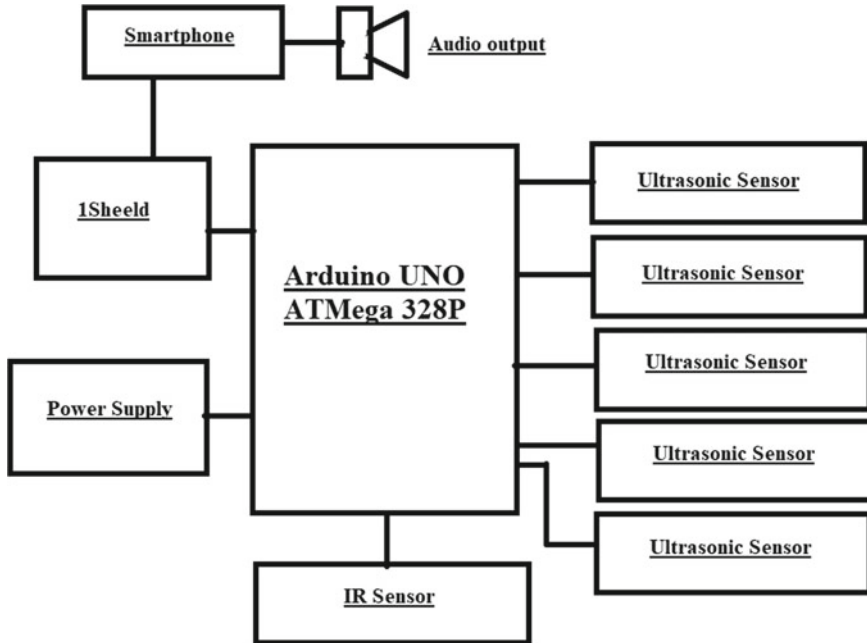 Smartphone
Audio output
1Sheeld
Arduino UNO
ATMega 328P
Power Supply
IR Sensor
Ultrasonic Sensor
Ultrasonic Sensor
Ultrasonic Sensor
Ultrasonic Sensor
Ultrasonic Sensor